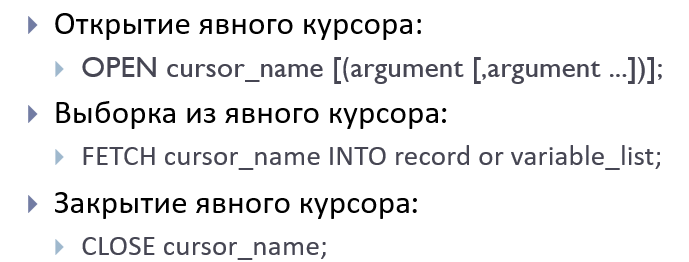 Открытие явного курсора:
OPEN cursor_name [(argument [,argument ...])];
Выборка из явного курсора:
FETCH cursor_name INTO record or variable_list;
Закрытие явного курсора:
CLOSE cursor_name;